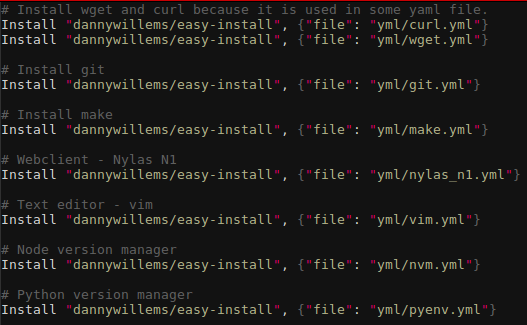 # Install wget and curl because it is used in some yaml file.
Install "dannywillems/easy-install", {"file": "yml/curl.yml"}
Install "dannywillems/easy-install", {"file": "yml/wget.yml"}
# Install git
Install "dannywillems/easy-install", {"file": "yml/git.yml"}
# Install make
Install "dannywillems/easy-install", {"file": "yml/make.yml"}
# Webclient - Nylas N1
Install "dannywillems/easy-install", {"file": "yml/nylas_n1.yml"}
# Text editor - vim
Install "dannywillems/easy-install", {"file": "yml/vim.yml"}
# Node version manager
Install "dannywillems/easy-install", {"file": "yml/nvm.yml"}
# Python version manager
Install "dannywillems/easy-install", {"file": "yml/pyenv.yml"}